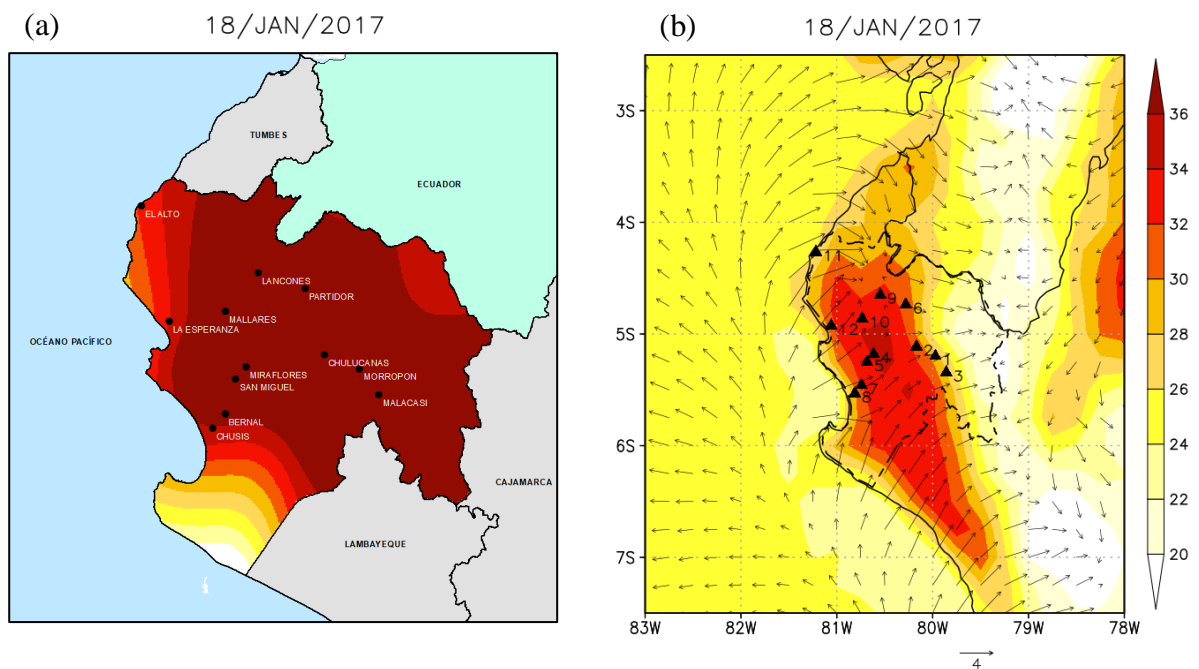 (a)
18/JAN/2017
TUMBES
ECUADOR
EL ALTO
LANCONES
PARTIDOR
MALLARES
LA ESPERANZA
OCÉANO PACÍFICO
CHULUCANAS
MIRAFLORES
MORROPON
SAN MIGUEL
MALACASI
BERNAL
CHUSIS
CAJAMARCA
LAMBAYEQUE
(b)
18/JAN/2017
3S
4S
5S
6S
7S
11
9
6
12
10
2
1
4
5
3
7
8
83W 82W 81W 80W 79W 78W
4
36
34
32
30
28
26
24
22
20